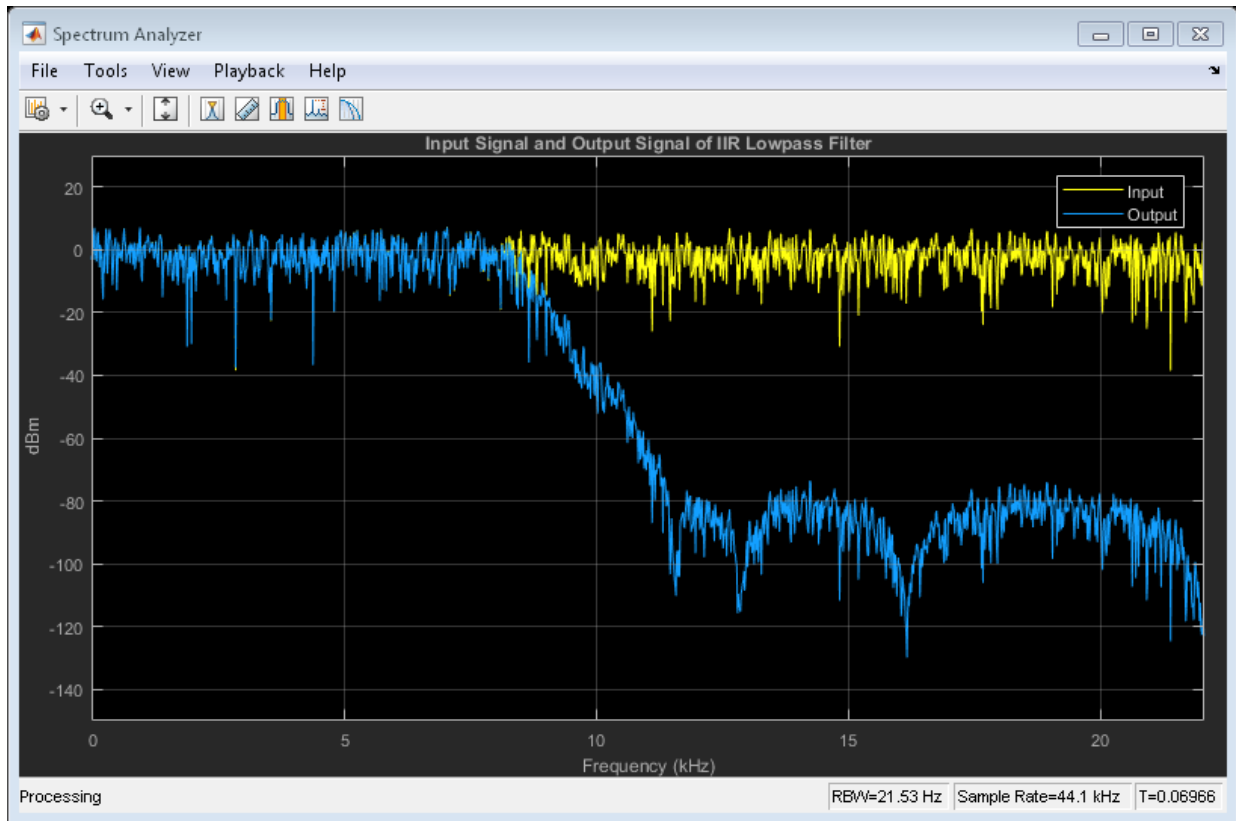 Spectrum Analyzer
File Tools View Playback Help
Input Signal and Output Signal of IIR Lowpass Filter
Input
Output
20
0
-20
-40
-60
-80
-100
-120
-140
dBm
0 5 10 15 20
Frequency (kHz)
Processing RBW=21.53 Hz Sample Rate=44.1 kHz T=0.06966